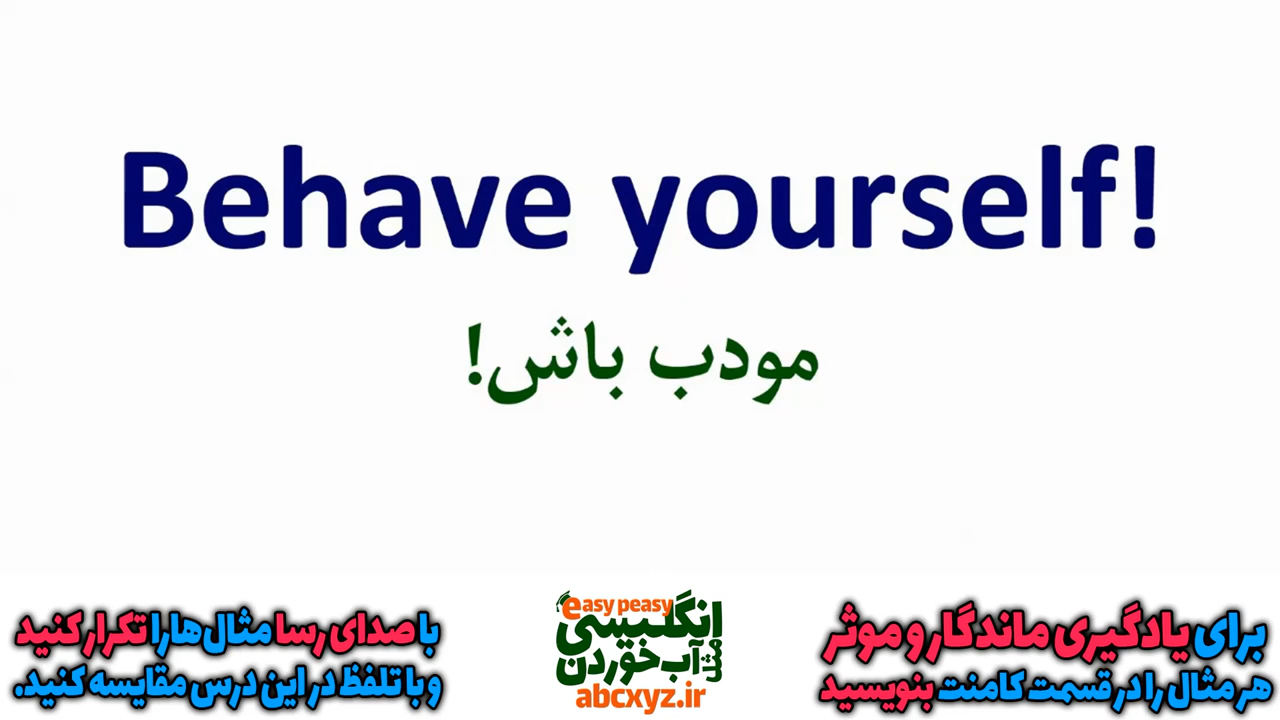 Behave yourself!
مودب باش!
برای یادگیری ماندگار و موثر
هر مثال را در قسمت کامنت بنویسید
easy peasy
انگلیسی
مثل آب خوردن
abcxyz.ir
با صدای رسا مثال‌ها را تکرار کنید
و با تلفظ در این درس مقایسه کنید.